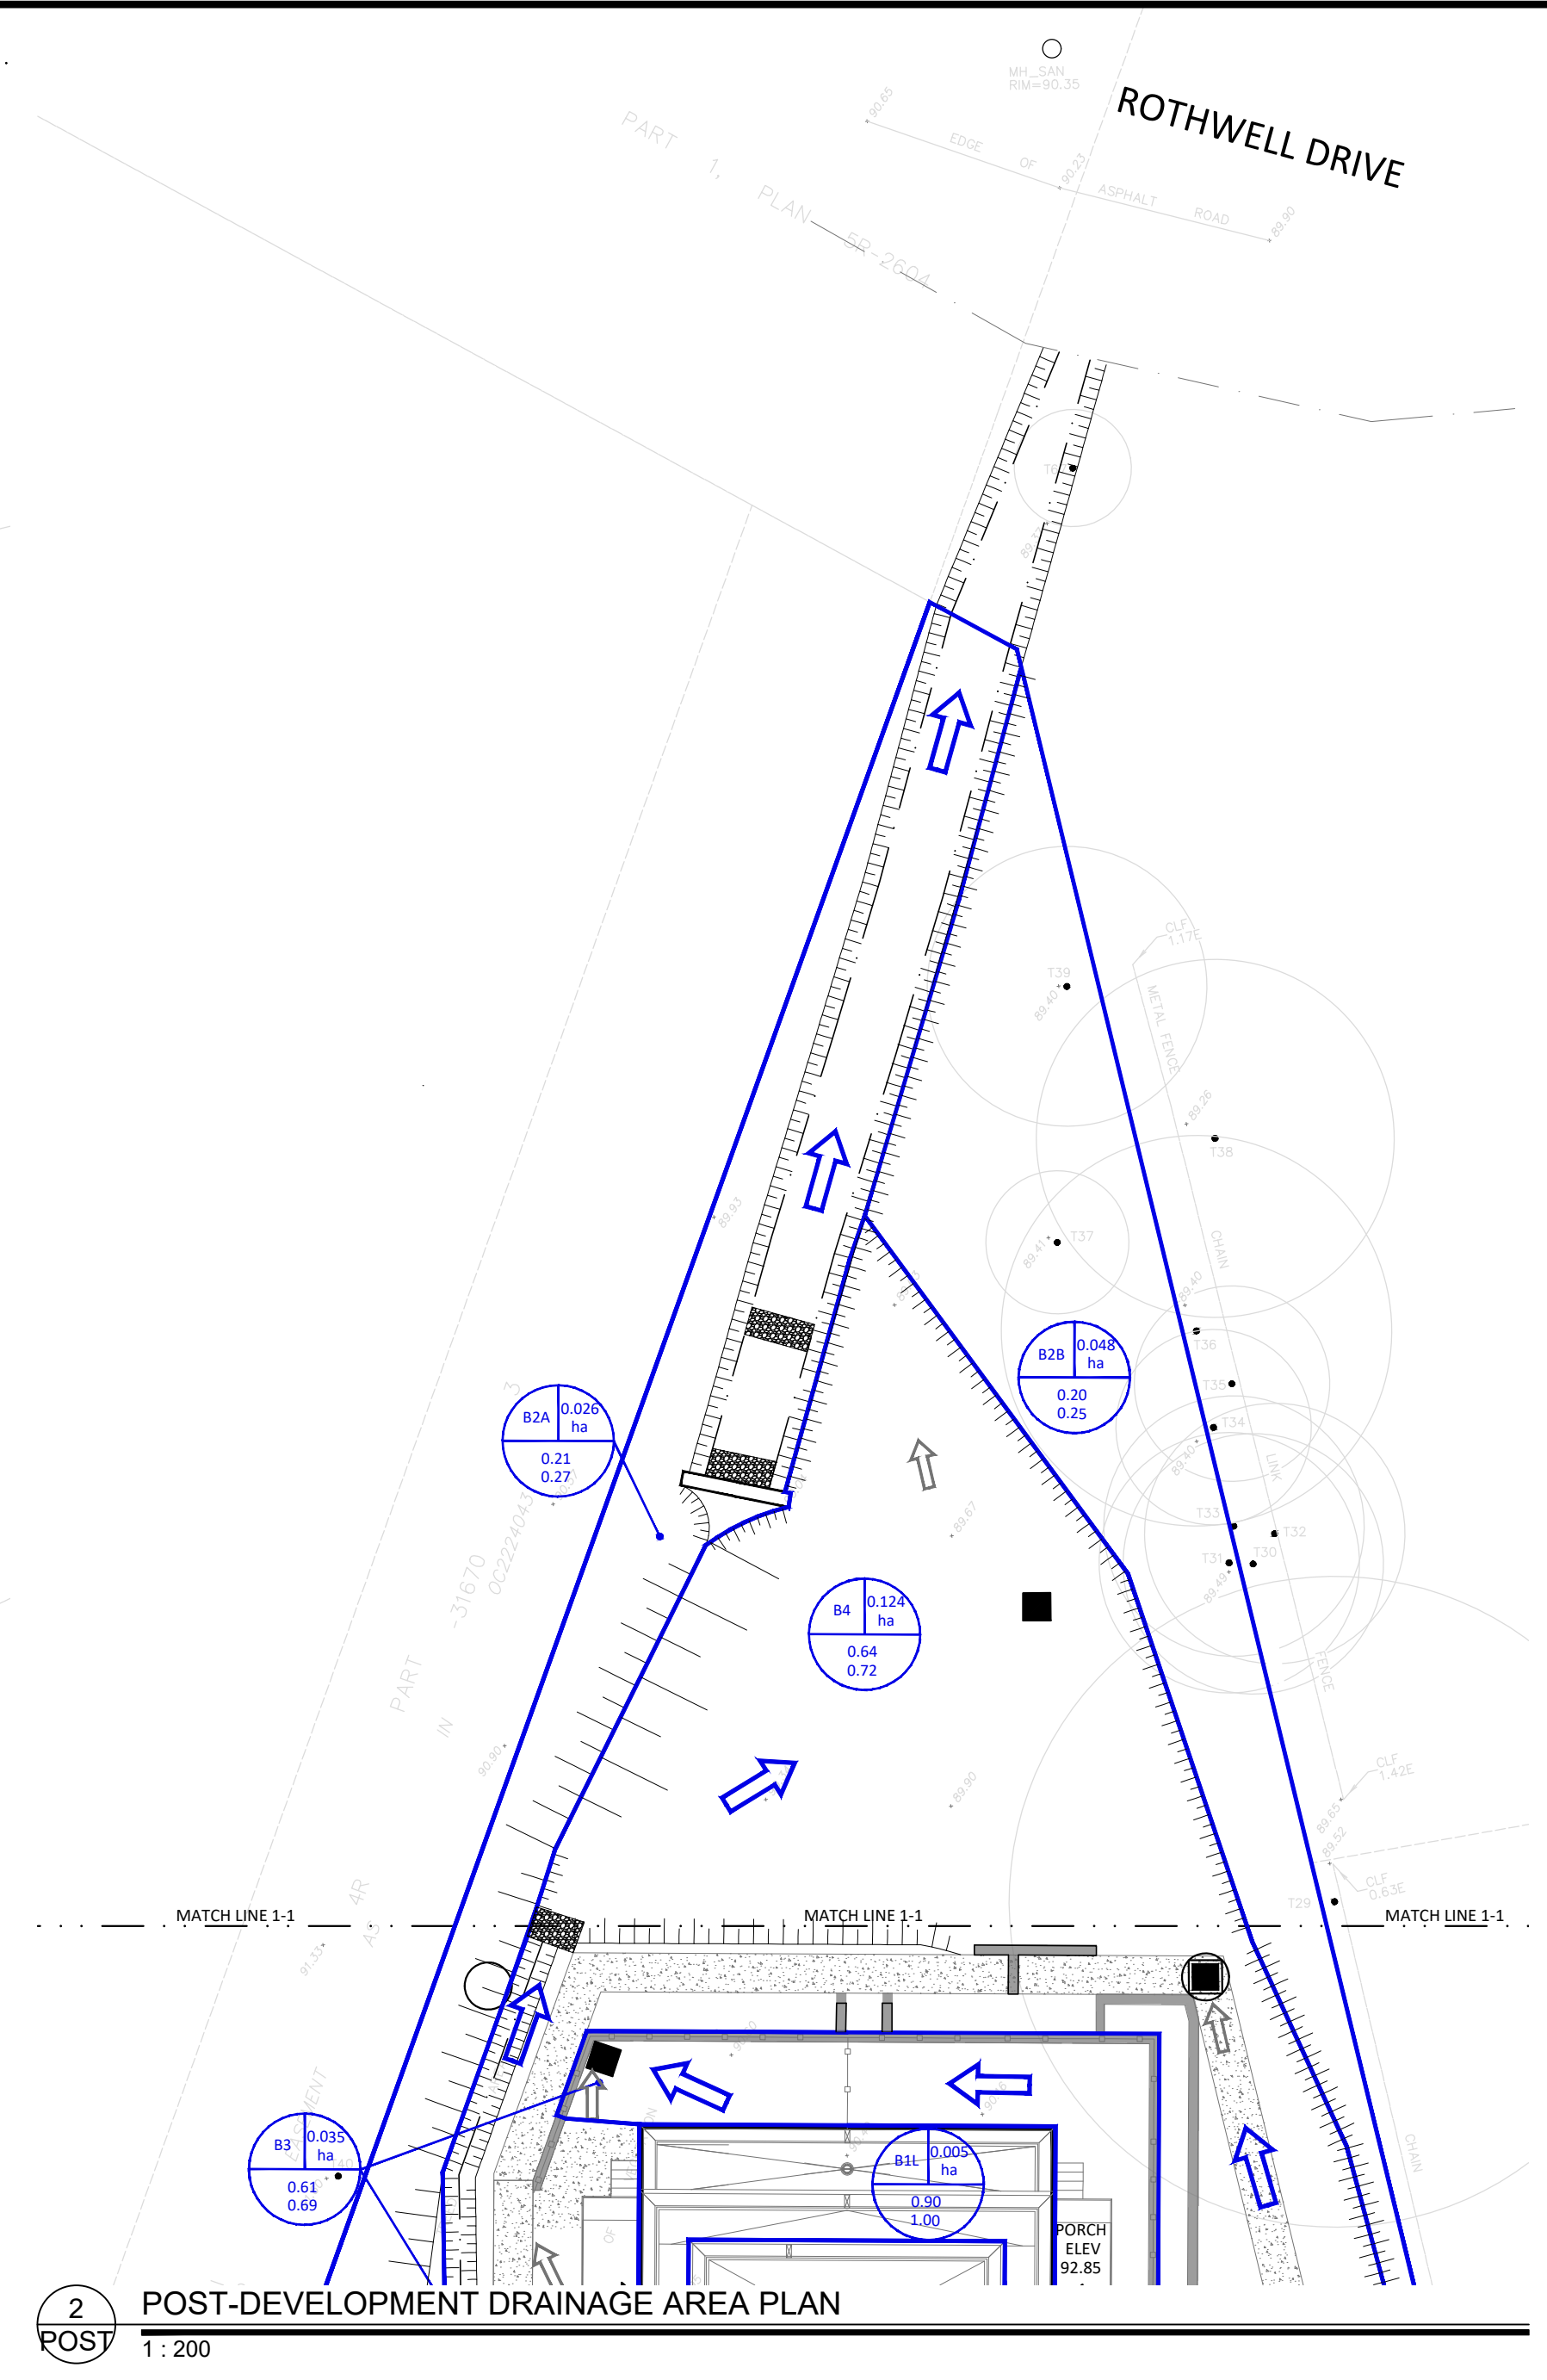 MH_SAN
RIM=90.35
ROTHWELL DRIVE
90.65
EDGE OF
90.23
ASPHALT ROAD
89.90
PART 1, PLAN 5R-2604
CLF
1.17E
T39
89.40
METAL FENCE
89.26
T38
89.93
T37
89.41
CHAIN
89.40
T36
B2B
0.048
ha
0.20
0.25
T35
T34
89.40
LINK
B2A
0.026
ha
0.21
0.27
T33
T32
T31
T30
89.49
89.67
OC2224043
PART
-31670
IN
B4
0.124
ha
0.64
0.72
FENCE
90.90
89.90
CLF
1.42E
89.65
89.52
CLF
0.63E
T29
4R
AS
MATCH LINE 1-1
MATCH LINE 1-1
MATCH LINE 1-1
91.33
B3
0.035
ha
0.61
0.69
B1L
0.005
ha
0.90
1.00
CHAIN
OF
PORCH
ELEV
92.85
2
POST
POST-DEVELOPMENT DRAINAGE AREA PLAN
1 : 200